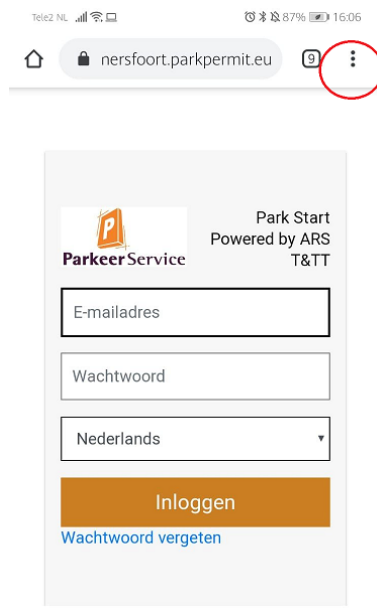 Tele2 NL 87% 16:06
nersfoort.parkpermit.eu 9
P
ParkeerService
Park Start
Powered by ARS
T&TT
E-mailadres
Wachtwoord
Nederlands
Inloggen
Wachtwoord vergeten